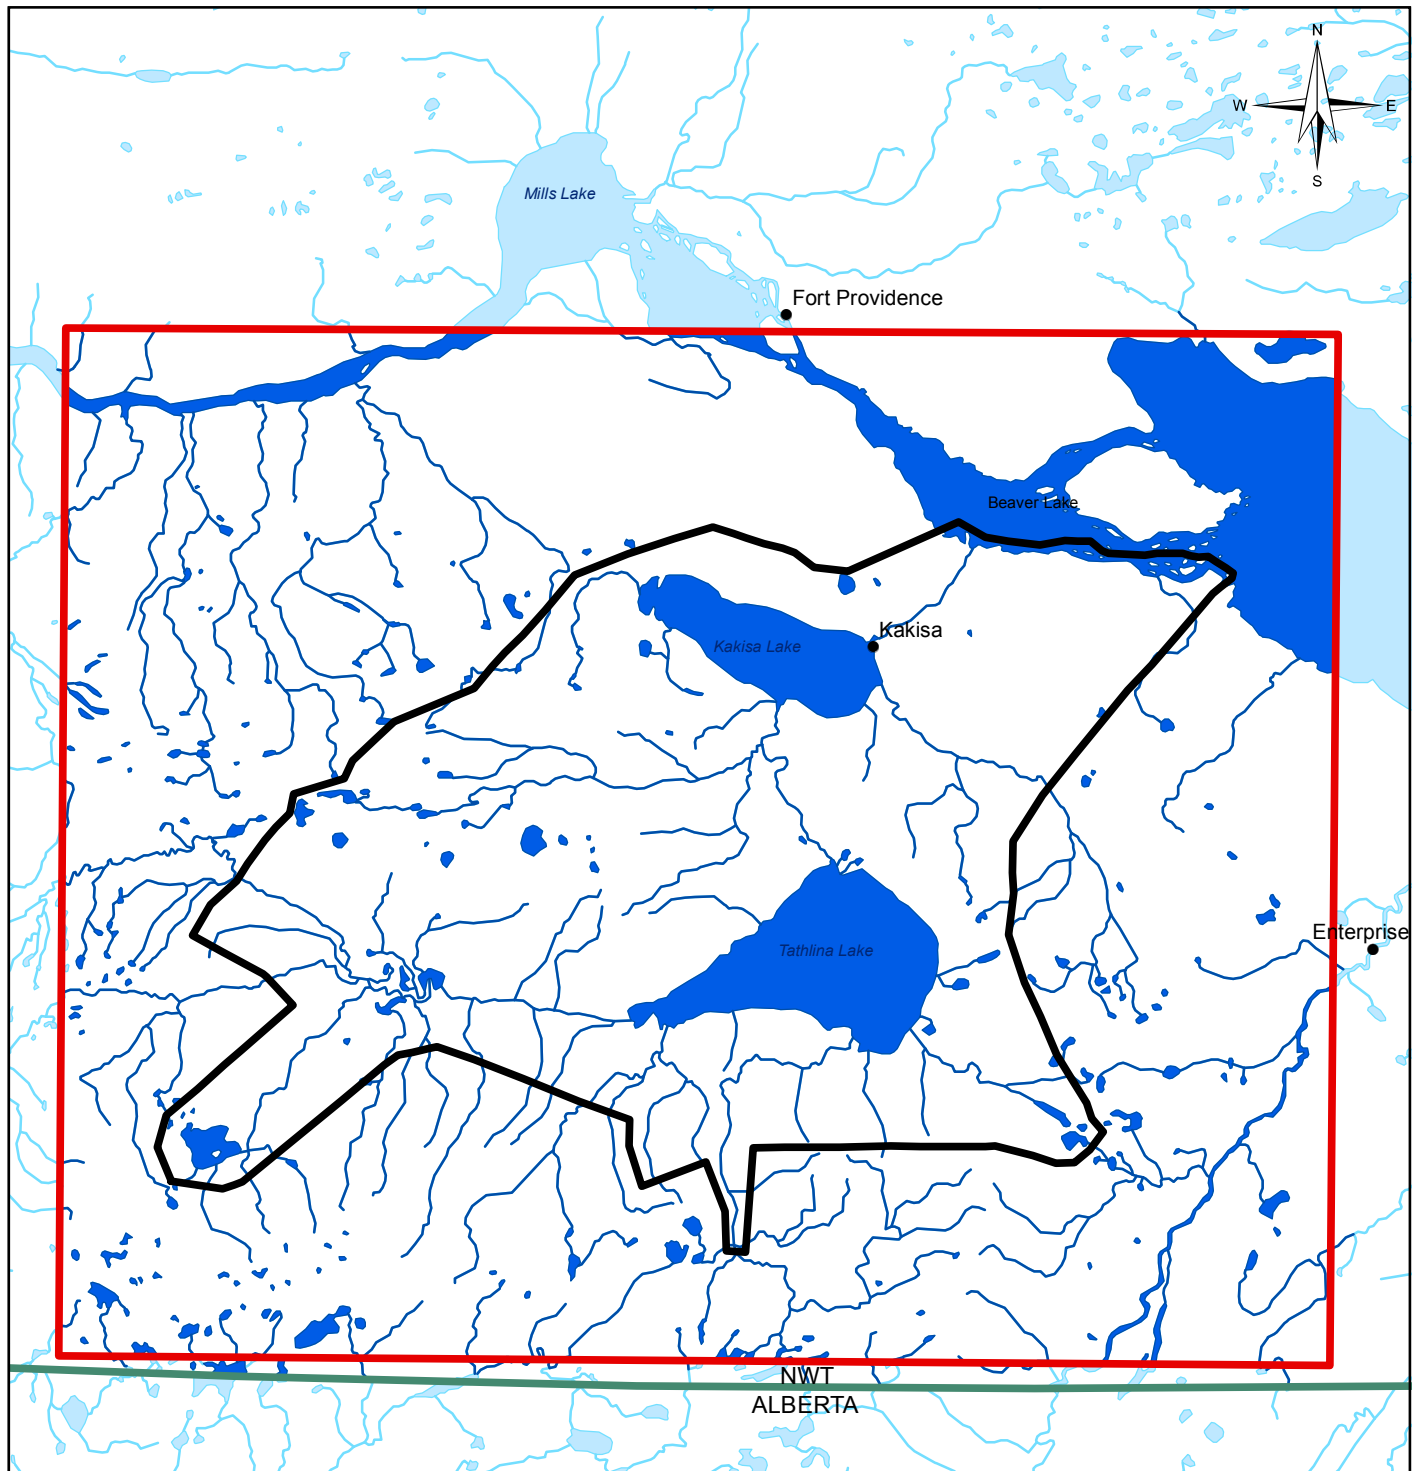 N
W E
S
Mills Lake
Fort Providence
Beaver Lake
Kakisa
Kakisa Lake
Enterprise
Tathlina Lake
NWT
ALBERTA